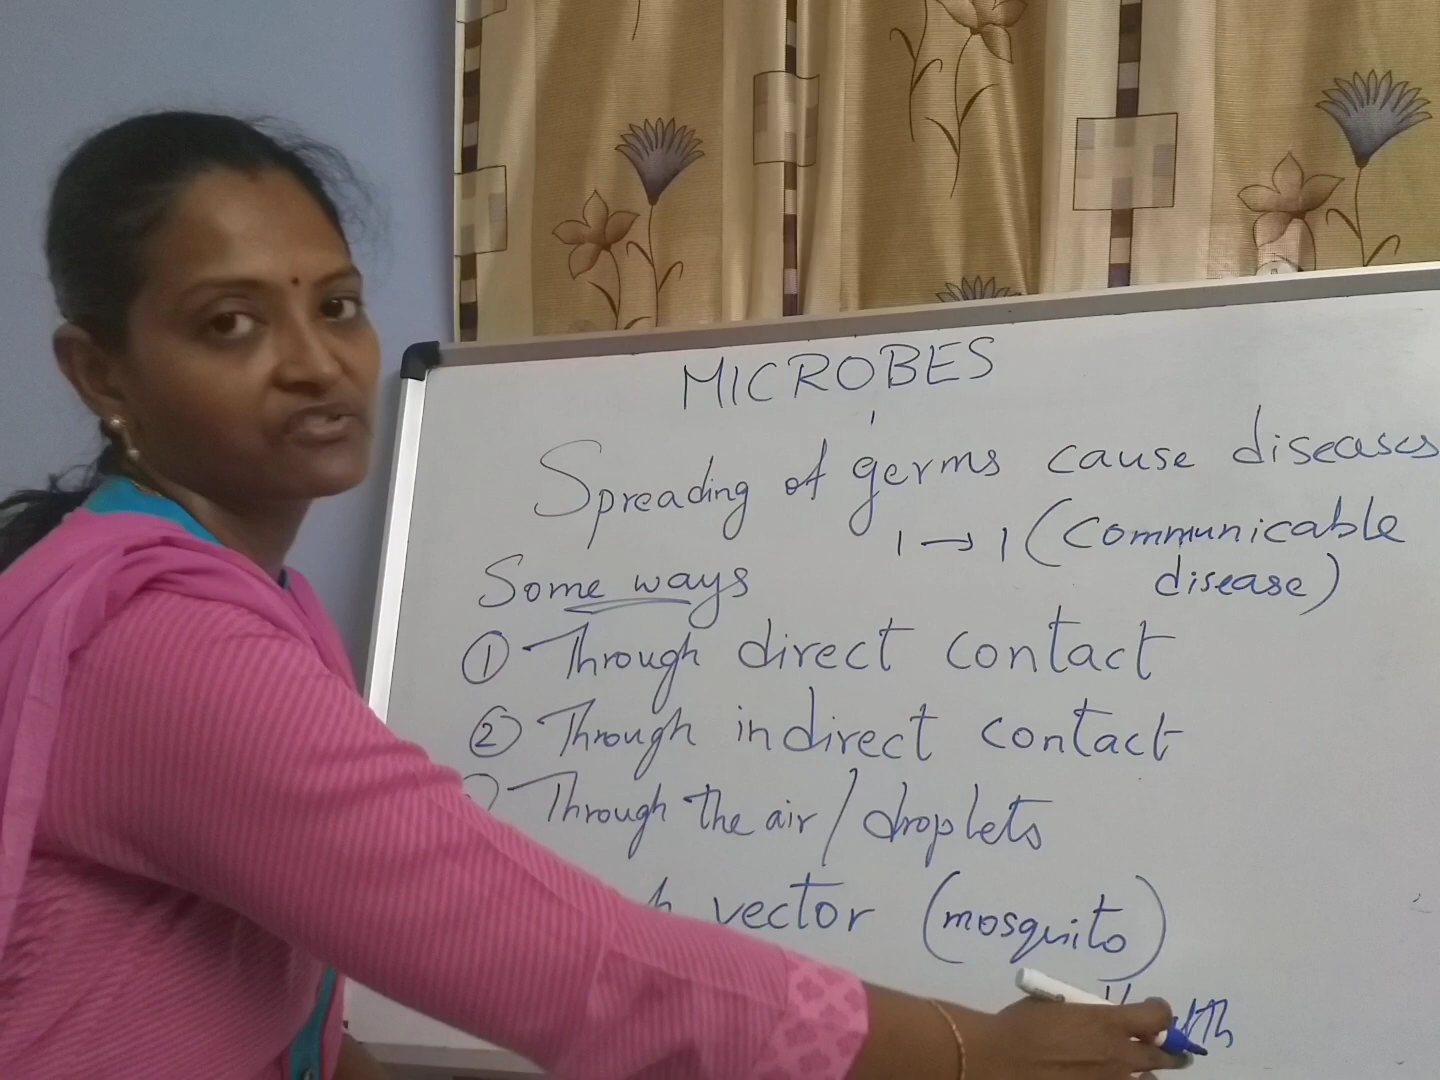 MICROBES
Spreading of germs cause diseases
1 → 1 (Communicable
disease)
Some ways
① Through direct contact
② Through indirect contact
Through the air / droplets
vector (mosquito)